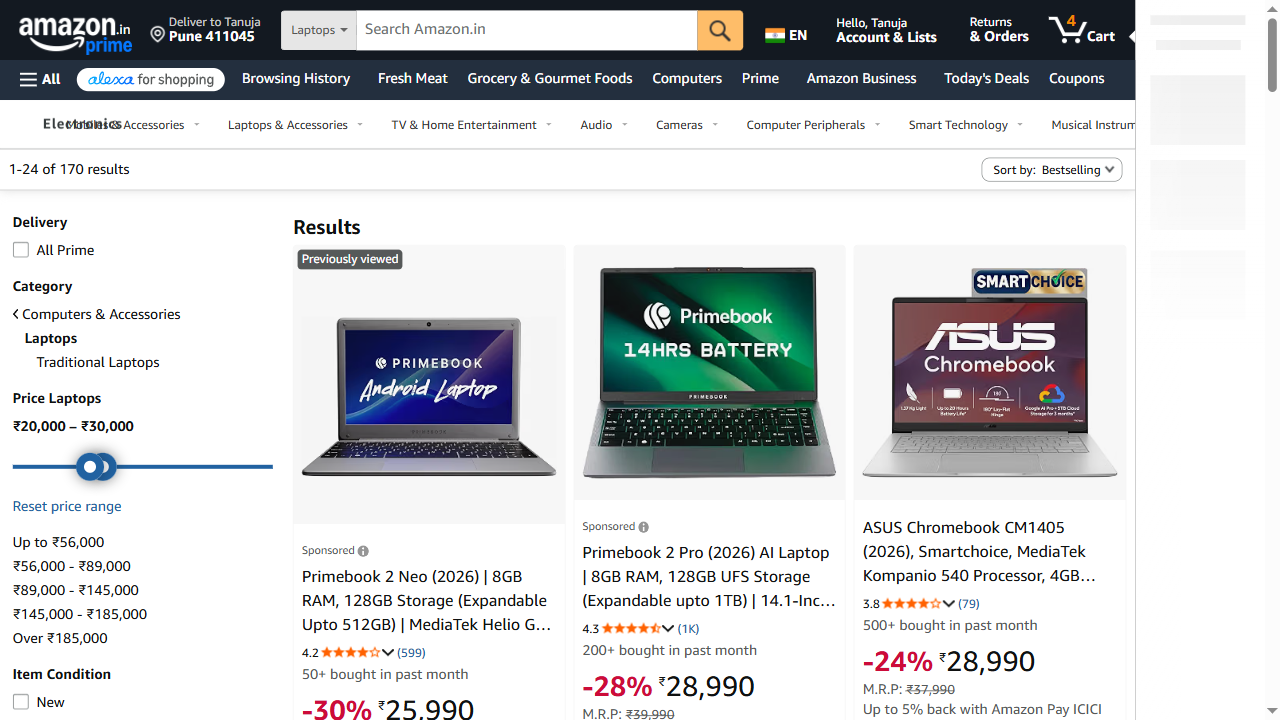 amazon.in
prime
Deliver to Tanuja
Pune 411045
Laptops
Search Amazon.in
EN
Hello, Tanuja
Account & Lists
Returns
& Orders
4
Cart
All
alexa for shopping
Browsing History
Fresh Meat
Grocery & Gourmet Foods
Computers
Prime
Amazon Business
Today's Deals
Coupons
Electronics
Mobiles & Accessories
Laptops & Accessories
TV & Home Entertainment
Audio
Cameras
Computer Peripherals
Smart Technology
Musical Instrum
1-24 of 170 results
Sort by: Bestselling
Delivery
All Prime
Category
Computers & Accessories
Laptops
Traditional Laptops
Price Laptops
₹20,000 – ₹30,000
Reset price range
Up to ₹56,000
₹56,000 - ₹89,000
₹89,000 - ₹145,000
₹145,000 - ₹185,000
Over ₹185,000
Item Condition
New
Results
Previously viewed
PRIMEBOOK
Android Laptop
Sponsored
Primebook 2 Neo (2026) | 8GB
RAM, 128GB Storage (Expandable
Upto 512GB) | MediaTek Helio G…
4.2
(599)
50+ bought in past month
-30% ₹25,990
Primebook
14HRS BATTERY
PRIMEBOOK
Sponsored
Primebook 2 Pro (2026) AI Laptop
| 8GB RAM, 128GB UFS Storage
(Expandable upto 1TB) | 14.1-Inc…
4.3
(1K)
200+ bought in past month
-28% ₹28,990
M.R.P: ₹39,990
SMARTCHOICE
ASUS
Chromebook
ASUS Chromebook CM1405
(2026), Smartchoice, MediaTek
Kompanio 540 Processor, 4GB…
3.8
(79)
500+ bought in past month
-24% ₹28,990
M.R.P: ₹37,990
Up to 5% back with Amazon Pay ICICI